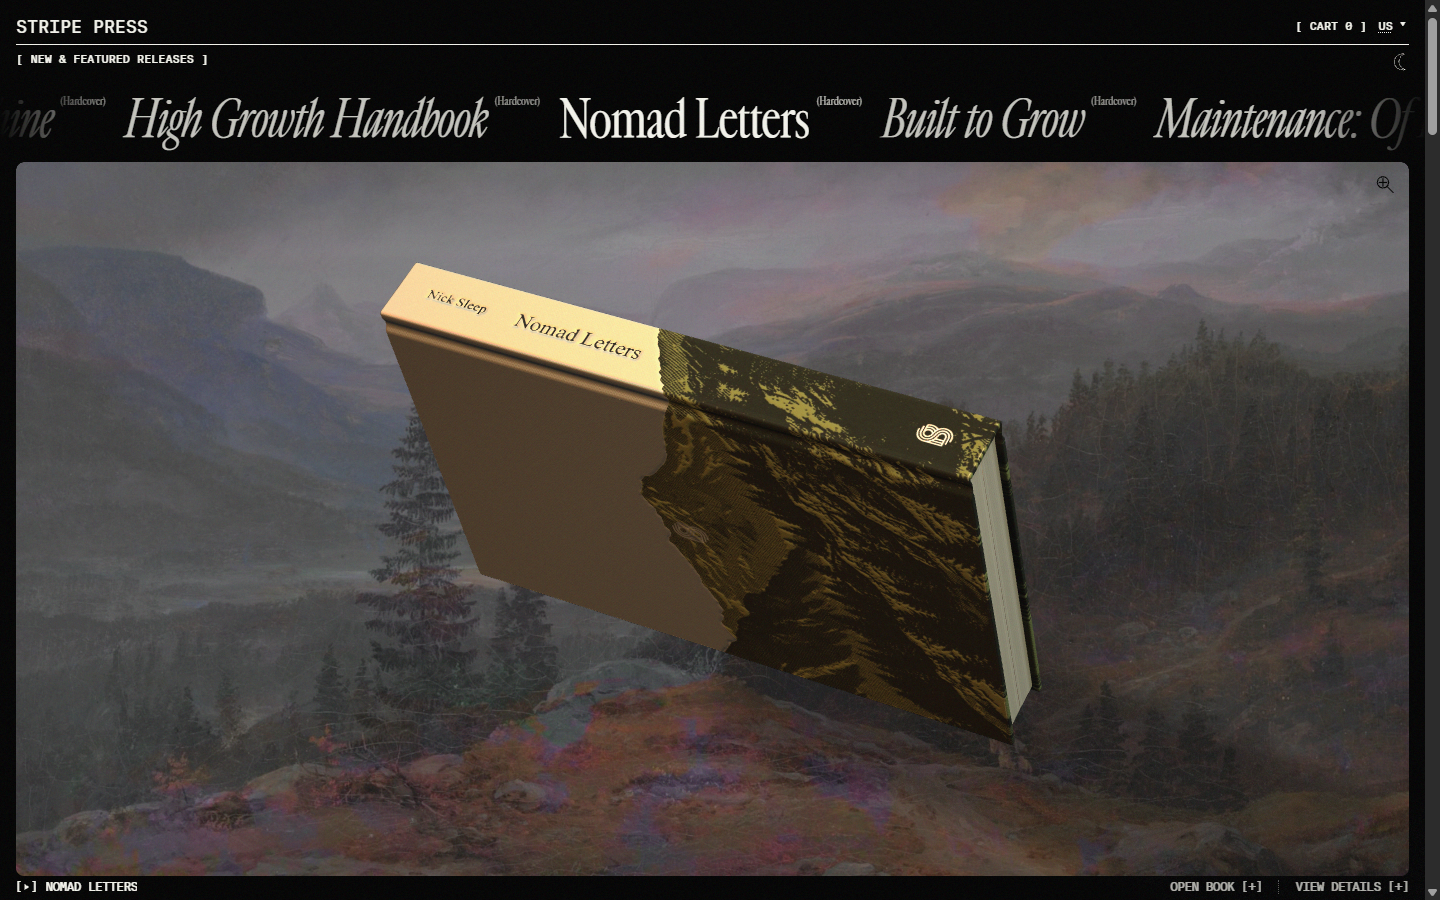 STRIPE PRESS
[ CART 0 ] US
[ NEW & FEATURED RELEASES ]
ine (Hardcover) High Growth Handbook (Hardcover) Nomad Letters (Hardcover) Built to Grow (Hardcover) Maintenance: Of
Nick Sleep Nomad Letters
[▸] NOMAD LETTERS
OPEN BOOK [+] VIEW DETAILS [+]